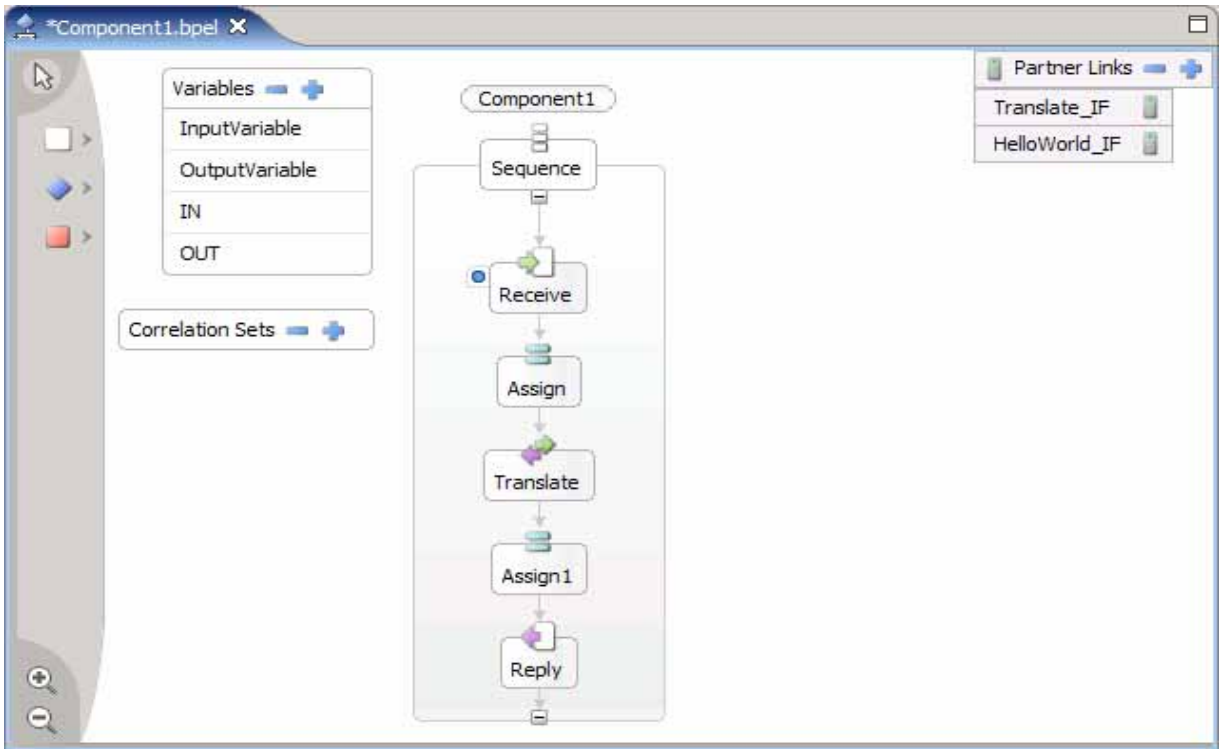 *Component1.bpel
Variables
InputVariable
OutputVariable
IN
OUT
Correlation Sets
Component1
Sequence
Receive
Assign
Translate
Assign1
Reply
Partner Links
Translate_IF
HelloWorld_IF